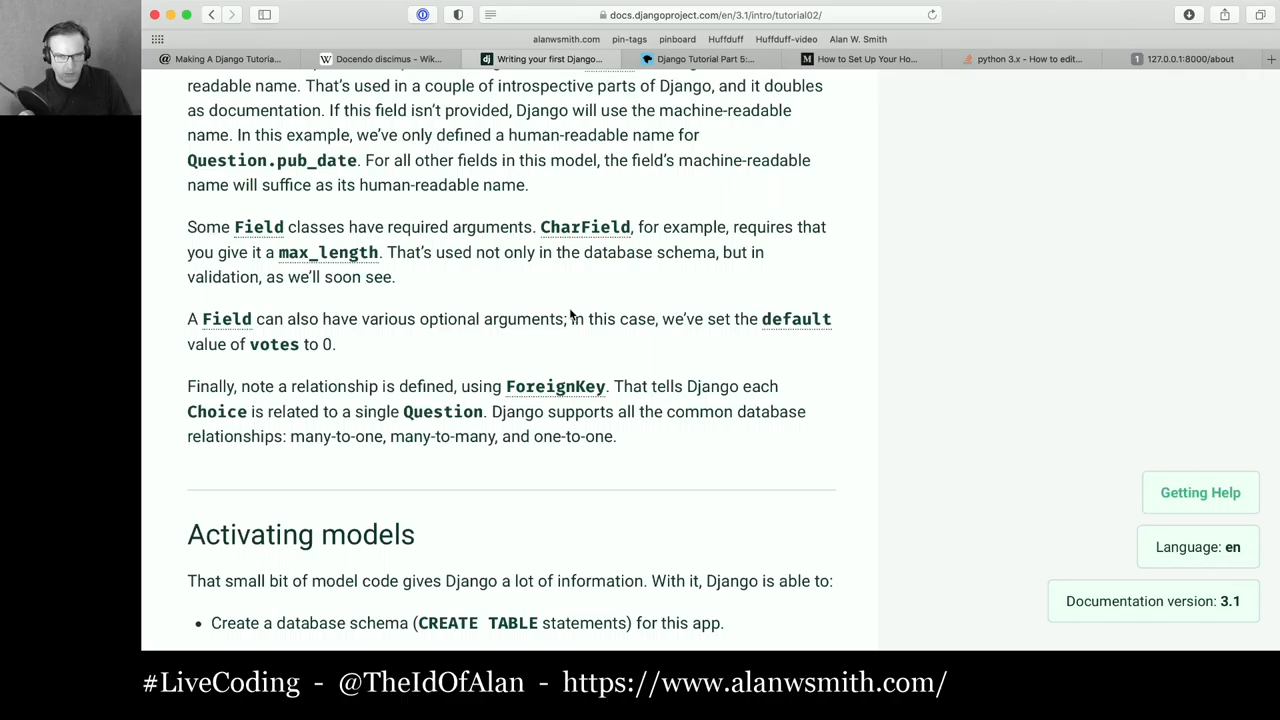 docs.djangoproject.com/en/3.1/intro/tutorial02/
alanwsmith.com pin-tags pinboard Huffduff Huffduff-video Alan W. Smith
Making A Django Tutoria... Docendo discimus - Wik... Writing your first Django... Django Tutorial Part 5:... How to Set Up Your Ho... python 3.x - How to edit... 127.0.0.1:8000/about
readable name. That's used in a couple of introspective parts of Django, and it doubles
as documentation. If this field isn't provided, Django will use the machine-readable
name. In this example, we've only defined a human-readable name for
Question.pub_date. For all other fields in this model, the field's machine-readable
name will suffice as its human-readable name.
Some Field classes have required arguments. CharField, for example, requires that
you give it a max_length. That's used not only in the database schema, but in
validation, as we'll soon see.
A Field can also have various optional arguments; in this case, we've set the default
value of votes to 0.
Finally, note a relationship is defined, using ForeignKey. That tells Django each
Choice is related to a single Question. Django supports all the common database
relationships: many-to-one, many-to-many, and one-to-one.
Activating models
That small bit of model code gives Django a lot of information. With it, Django is able to:
• Create a database schema (CREATE TABLE statements) for this app.
Getting Help
Language: en
Documentation version: 3.1
#LiveCoding - @TheIdOfAlan - https://www.alanwsmith.com/